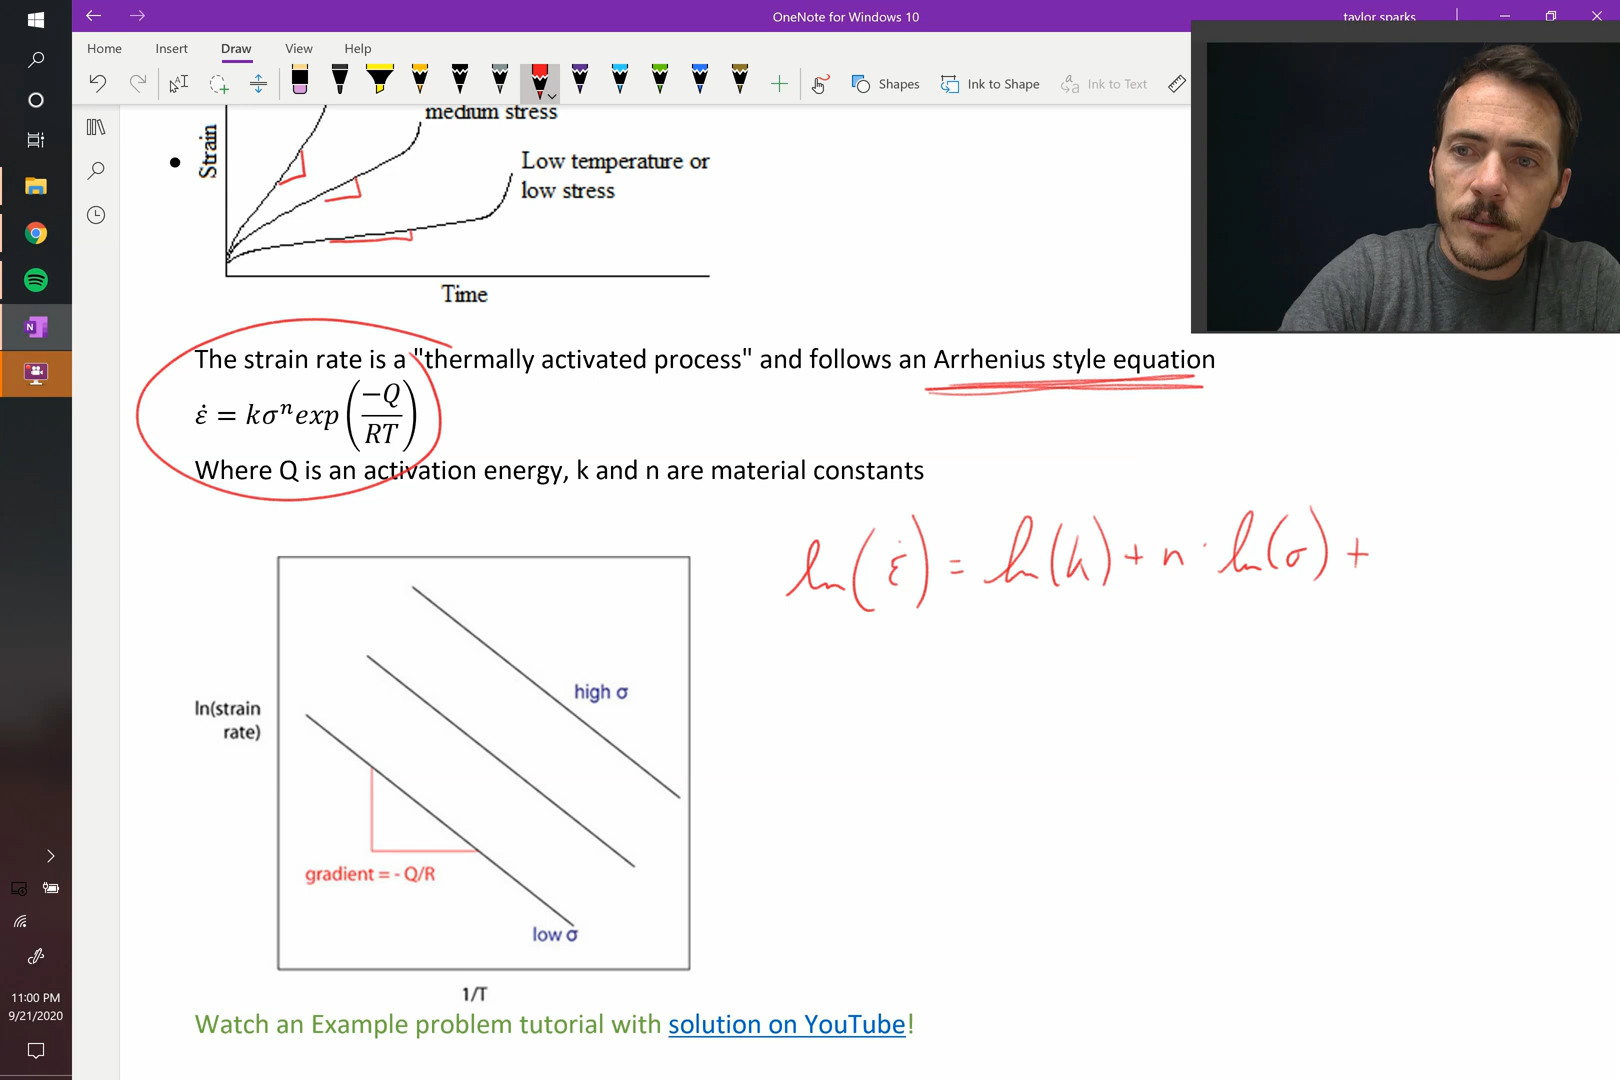 OneNote for Windows 10
taylor sparks
Home Insert Draw View Help
Shapes Ink to Shape Ink to Text
medium stress
Strain
Low temperature or
low stress
Time
The strain rate is a "thermally activated process" and follows an Arrhenius style equation
ε̇ = kσⁿexp(−Q/RT)
Where Q is an activation energy, k and n are material constants
ln(ε̇) = ln(k) + n · ln(σ) +
high σ
ln(strain
rate)
gradient = - Q/R
low σ
1/T
Watch an Example problem tutorial with solution on YouTube!
11:00 PM
9/21/2020